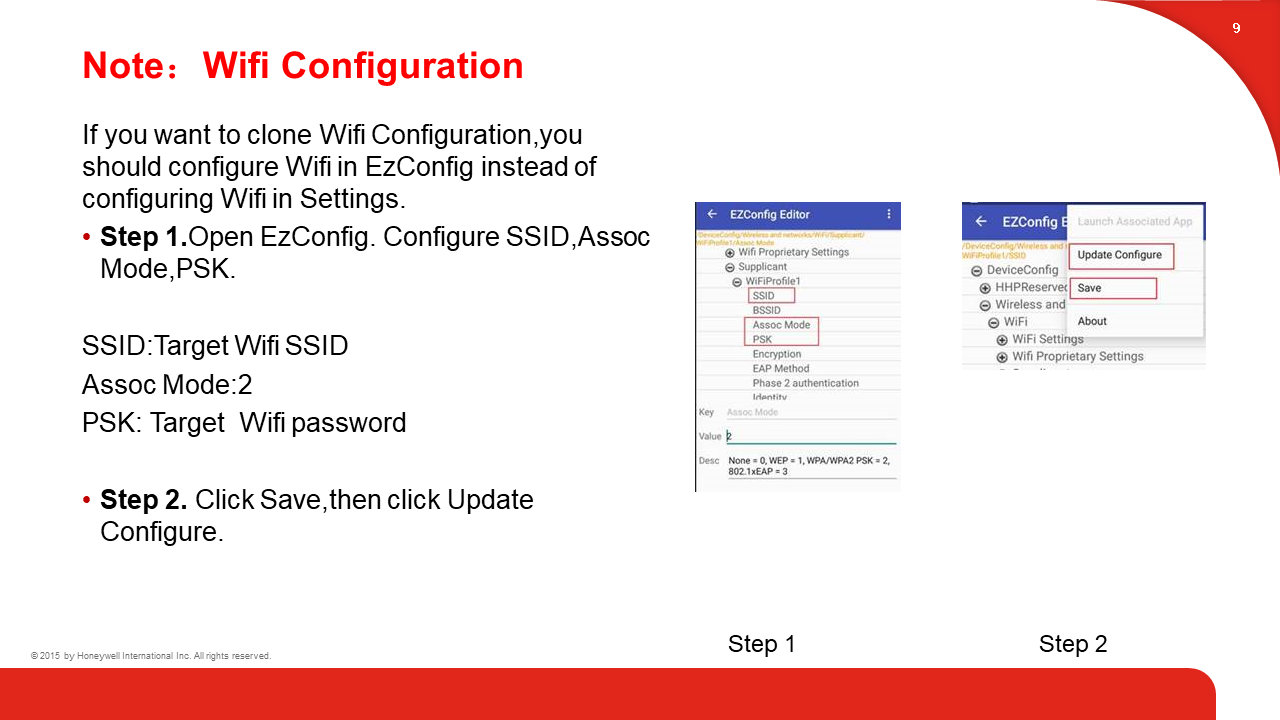 9
Note：Wifi Configuration
If you want to clone Wifi Configuration,you
should configure Wifi in EzConfig instead of
configuring Wifi in Settings.
• Step 1.Open EzConfig. Configure SSID,Assoc
Mode,PSK.
SSID:Target Wifi SSID
Assoc Mode:2
PSK: Target  Wifi password
• Step 2. Click Save,then click Update
Configure.
EZConfig Editor
/DeviceConfig/Wireless and networks/WiFi/Supplicant/
WiFiProfile1/Assoc Mode
Wifi Proprietary Settings
Supplicant
WiFiProfile1
SSID
BSSID
Assoc Mode
PSK
Encryption
EAP Method
Phase 2 authentication
Identity
Key Assoc Mode
Value 2
Desc None = 0, WEP = 1, WPA/WPA2 PSK = 2,
802.1xEAP = 3
Step 1
EZConfig E
Launch Associated App
/DeviceConfig/Wireless and
WiFiProfile1/SSID
Update Configure
DeviceConfig
HHPReserved
Save
Wireless and
WiFi
About
WiFi Settings
Wifi Proprietary Settings
Step 2
© 2015 by Honeywell International Inc. All rights reserved.